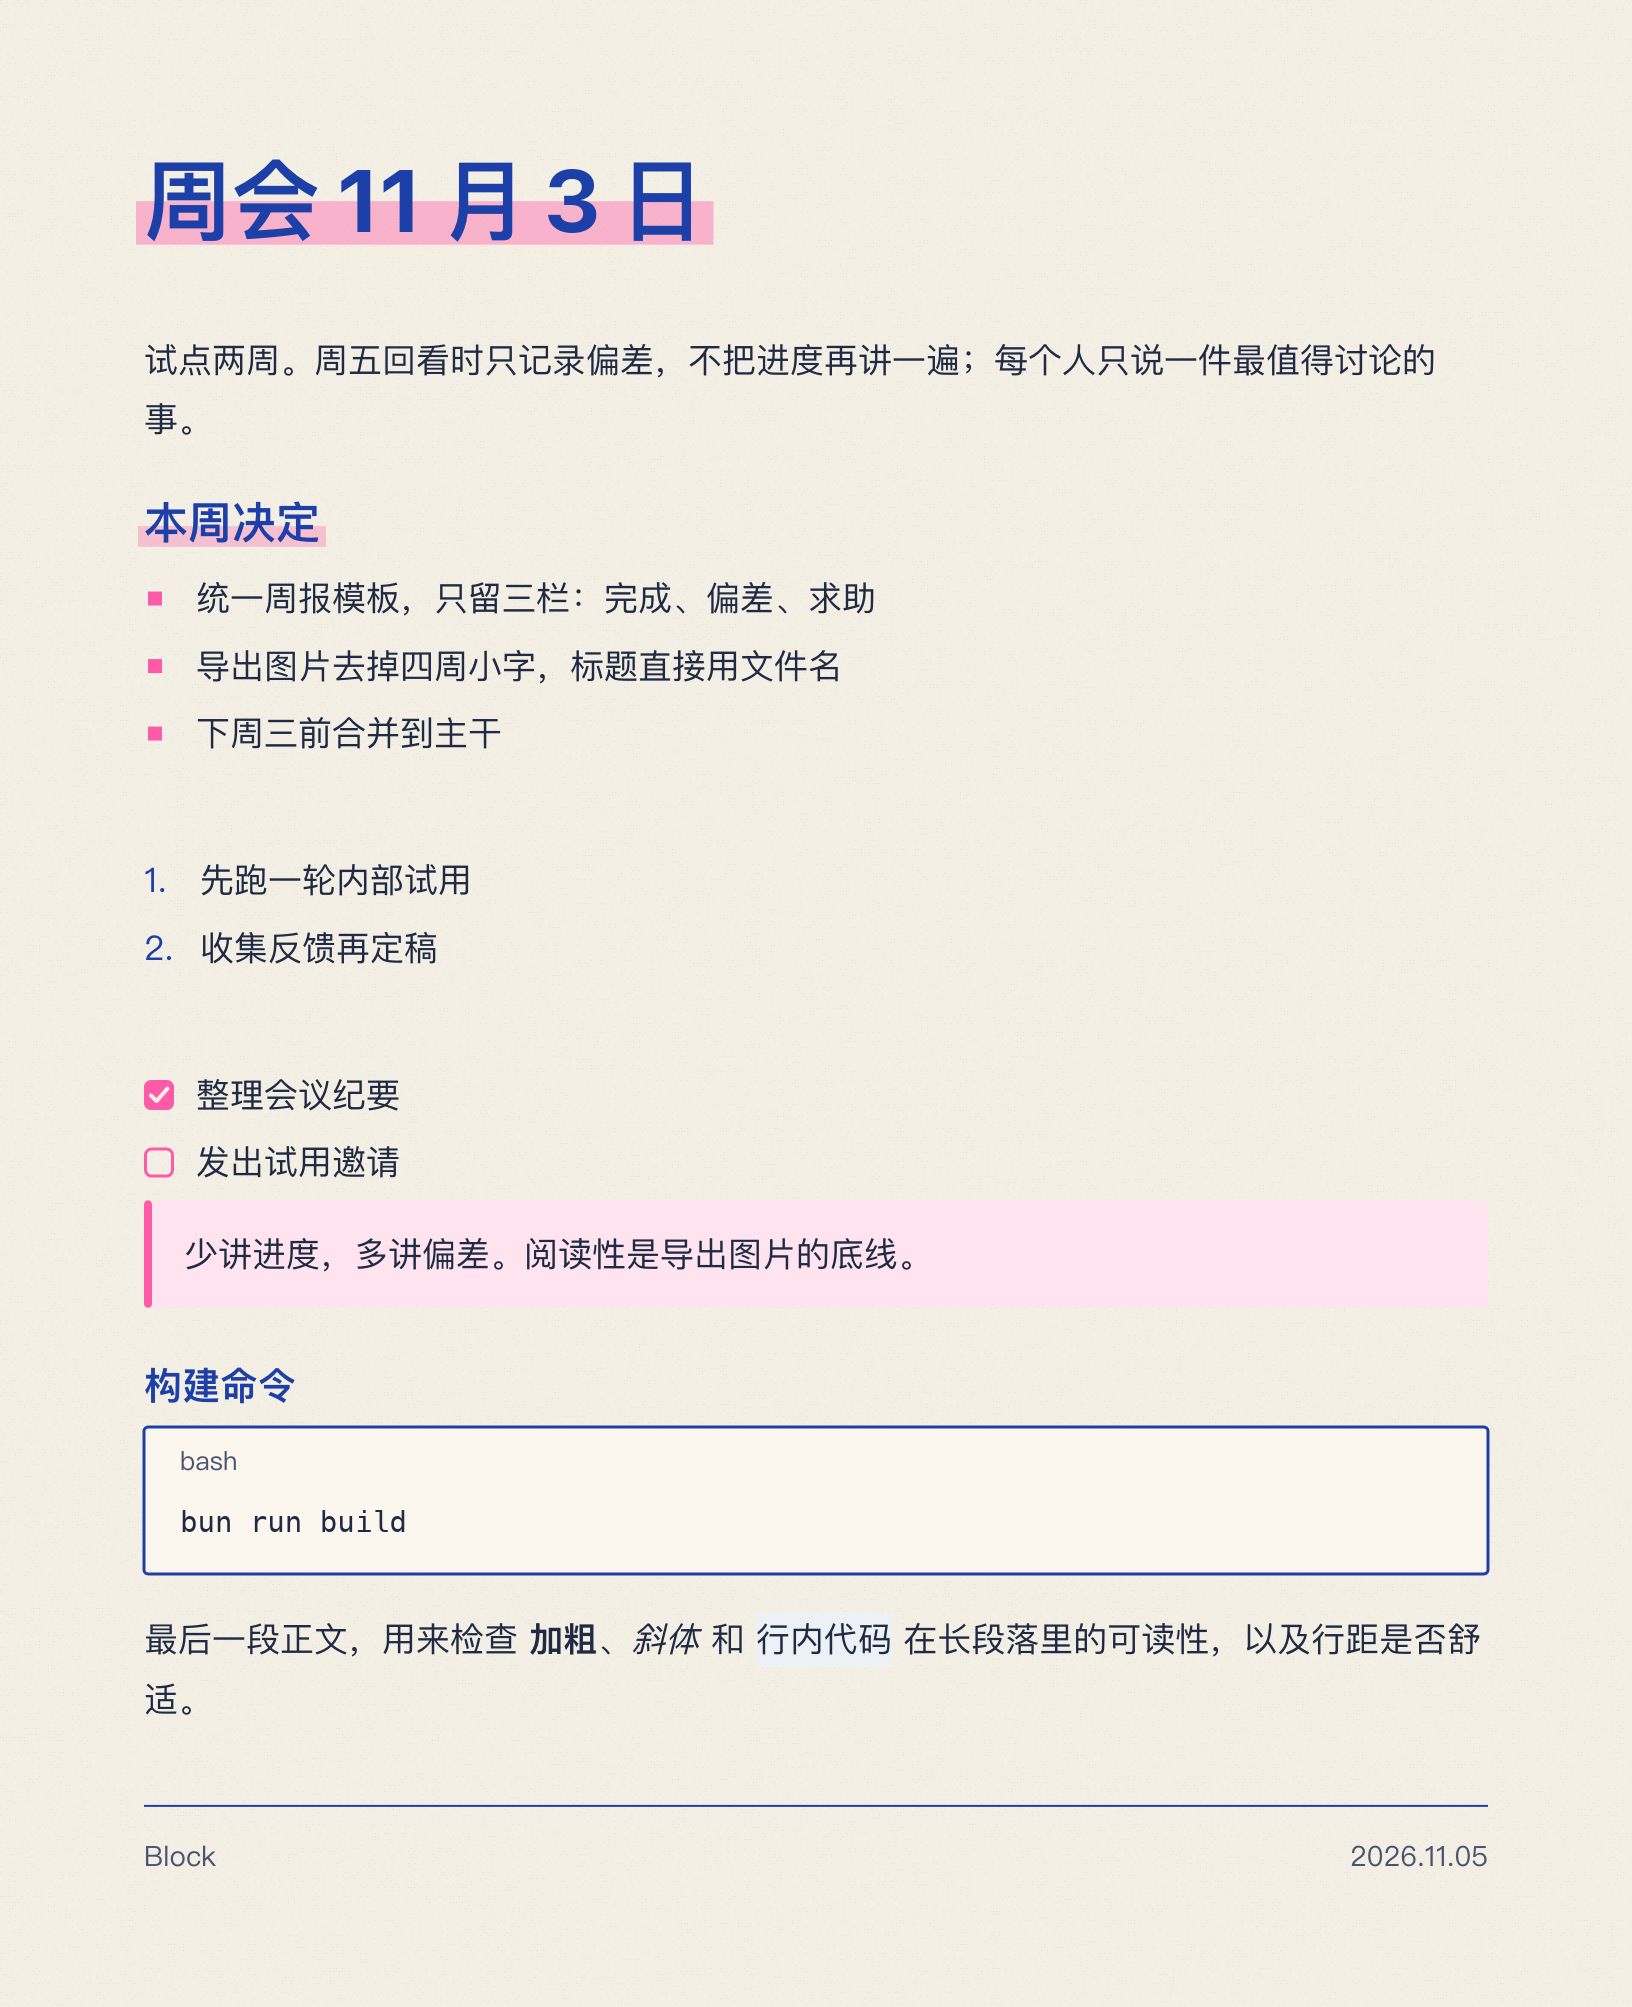 周会 11 月 3 日
试点两周。周五回看时只记录偏差，不把进度再讲一遍；每个人只说一件最值得讨论的
事。
本周决定
统一周报模板，只留三栏：完成、偏差、求助
导出图片去掉四周小字，标题直接用文件名
下周三前合并到主干
1. 先跑一轮内部试用
2. 收集反馈再定稿
整理会议纪要
发出试用邀请
少讲进度，多讲偏差。阅读性是导出图片的底线。
构建命令
bash
bun run build
最后一段正文，用来检查 加粗、斜体 和 行内代码 在长段落里的可读性，以及行距是否舒
适。
Block
2026.11.05